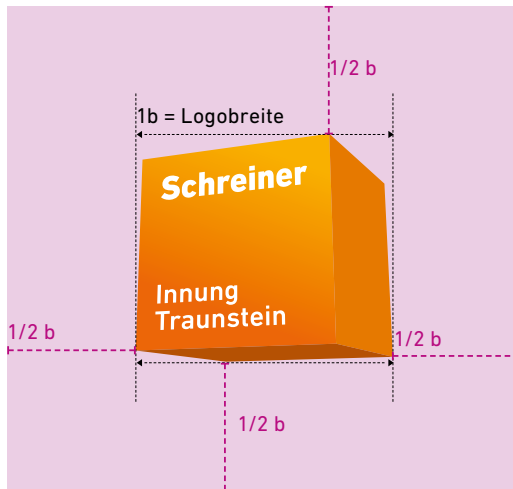 1/2 b
1b = Logobreite
Schreiner
Innung
Traunstein
1/2 b
1/2 b
1/2 b